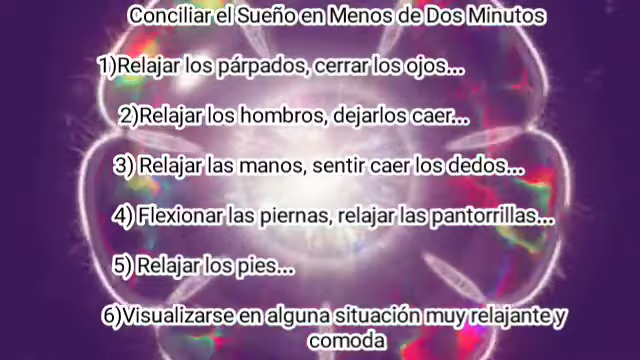 Conciliar el Sueño en Menos de Dos Minutos
1)Relajar los párpados, cerrar los ojos...
2)Relajar los hombros, dejarlos caer...
3) Relajar las manos, sentir caer los dedos...
4) Flexionar las piernas, relajar las pantorrillas...
5) Relajar los pies...
6)Visualizarse en alguna situación muy relajante y
comoda